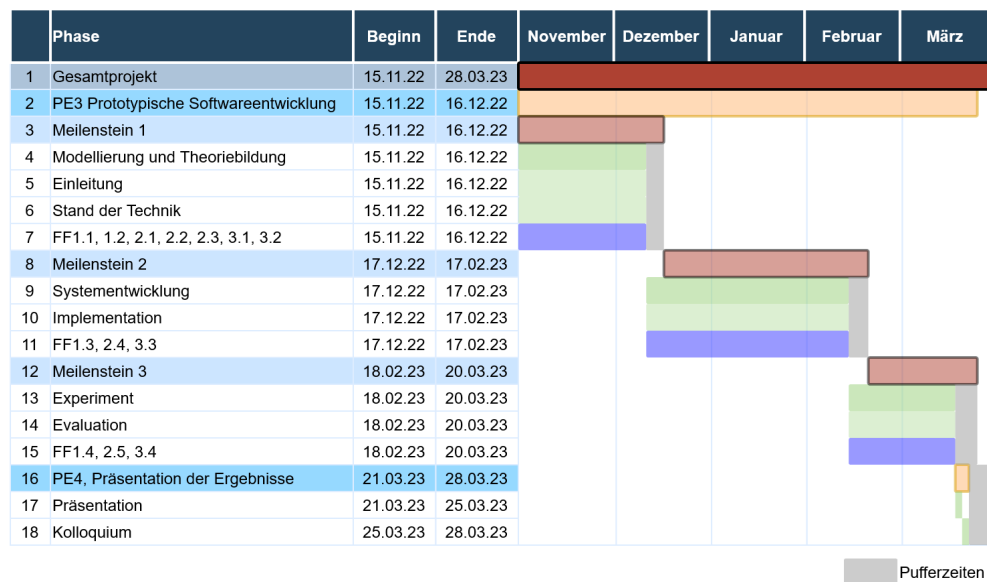 Phase Beginn Ende November Dezember Januar Februar März
1 Gesamtprojekt 15.11.22 28.03.23
2 PE3 Prototypische Softwareentwicklung 15.11.22 16.12.22
3 Meilenstein 1 15.11.22 16.12.22
4 Modellierung und Theoriebildung 15.11.22 16.12.22
5 Einleitung 15.11.22 16.12.22
6 Stand der Technik 15.11.22 16.12.22
7 FF1.1, 1.2, 2.1, 2.2, 2.3, 3.1, 3.2 15.11.22 16.12.22
8 Meilenstein 2 17.12.22 17.02.23
9 Systementwicklung 17.12.22 17.02.23
10 Implementation 17.12.22 17.02.23
11 FF1.3, 2.4, 3.3 17.12.22 17.02.23
12 Meilenstein 3 18.02.23 20.03.23
13 Experiment 18.02.23 20.03.23
14 Evaluation 18.02.23 20.03.23
15 FF1.4, 2.5, 3.4 18.02.23 20.03.23
16 PE4, Präsentation der Ergebnisse 21.03.23 28.03.23
17 Präsentation 21.03.23 25.03.23
18 Kolloquium 25.03.23 28.03.23
Pufferzeiten